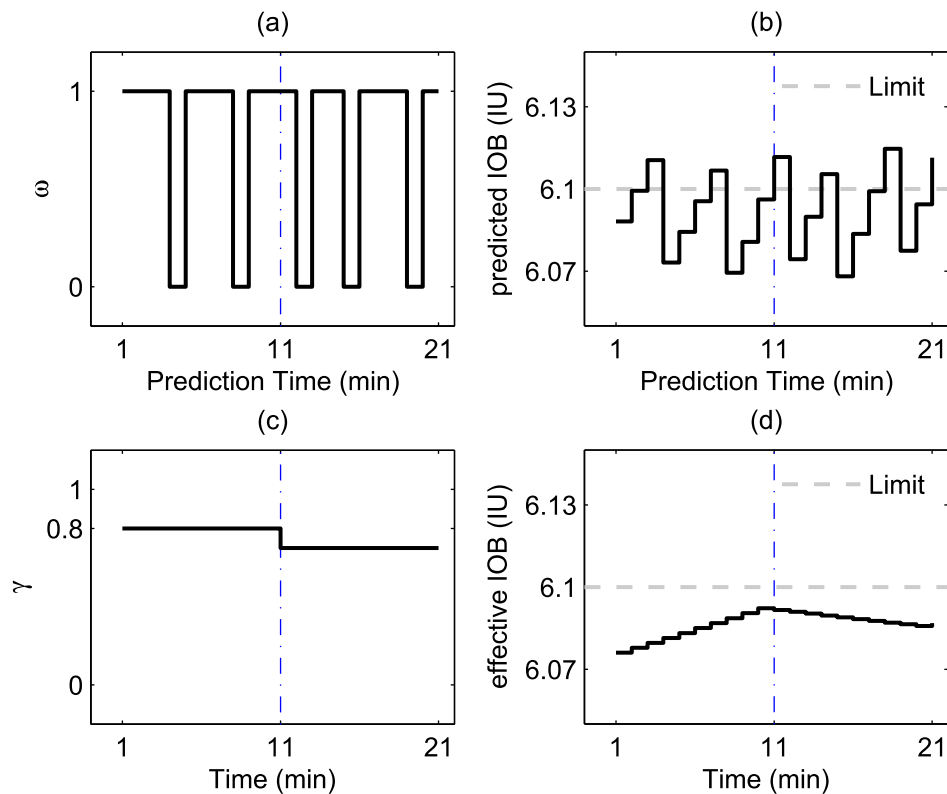 (a)
1
ω
0
1
11
21
Prediction Time (min)
(b)
Limit
6.13
predicted IOB (IU)
6.1
6.07
1
11
21
Prediction Time (min)
(c)
1
0.8
γ
0
1
11
21
Time (min)
(d)
Limit
6.13
effective IOB (IU)
6.1
6.07
1
11
21
Time (min)